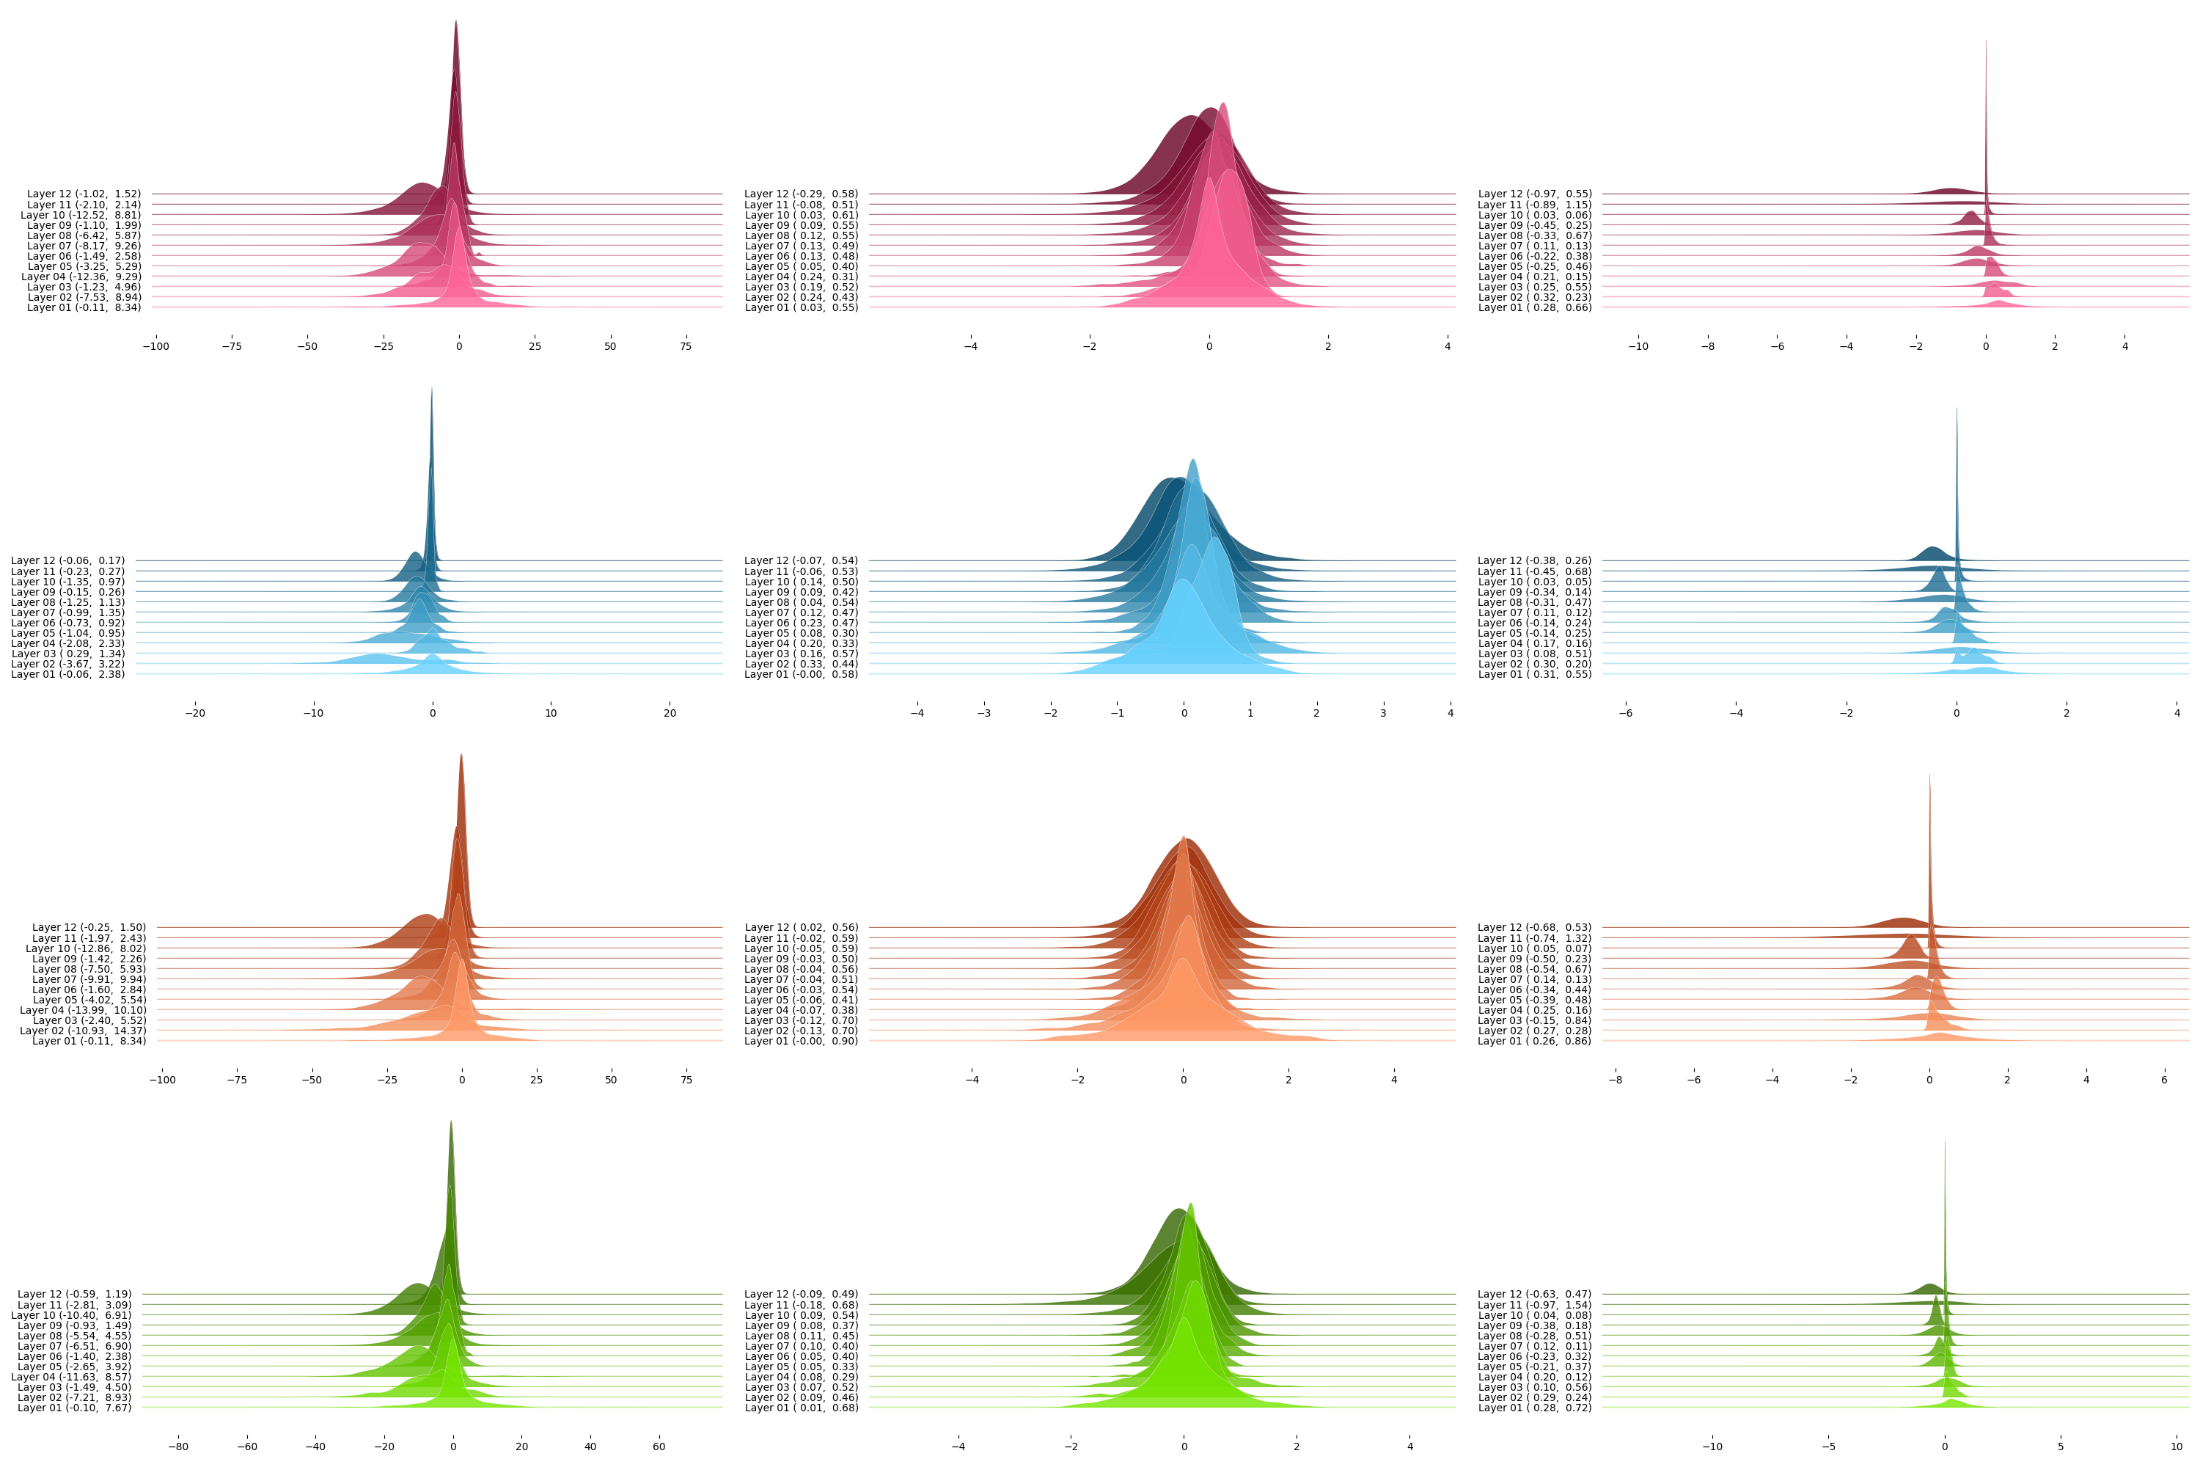 Layer 12 (-1.02,  1.52)
Layer 11 (-2.10,  2.14)
Layer 10 (-12.52,  8.81)
Layer 09 (-1.10,  1.99)
Layer 08 (-6.42,  5.87)
Layer 07 (-8.17,  9.26)
Layer 06 (-1.49,  2.58)
Layer 05 (-3.25,  5.29)
Layer 04 (-12.36,  9.29)
Layer 03 (-1.23,  4.96)
Layer 02 (-7.53,  8.94)
Layer 01 (-0.11,  8.34)
−100 −75 −50 −25 0 25 50 75
Layer 12 (-0.29,  0.58)
Layer 11 (-0.08,  0.51)
Layer 10 ( 0.03,  0.61)
Layer 09 ( 0.09,  0.55)
Layer 08 ( 0.12,  0.55)
Layer 07 ( 0.13,  0.49)
Layer 06 ( 0.13,  0.48)
Layer 05 ( 0.05,  0.40)
Layer 04 ( 0.24,  0.31)
Layer 03 ( 0.19,  0.52)
Layer 02 ( 0.24,  0.43)
Layer 01 ( 0.03,  0.55)
−4 −2 0 2 4
Layer 12 (-0.97,  0.55)
Layer 11 (-0.89,  1.15)
Layer 10 ( 0.03,  0.06)
Layer 09 (-0.45,  0.25)
Layer 08 (-0.33,  0.67)
Layer 07 ( 0.11,  0.13)
Layer 06 (-0.22,  0.38)
Layer 05 (-0.25,  0.46)
Layer 04 ( 0.21,  0.15)
Layer 03 ( 0.25,  0.55)
Layer 02 ( 0.32,  0.23)
Layer 01 ( 0.28,  0.66)
−10 −8 −6 −4 −2 0 2 4
Layer 12 (-0.06,  0.17)
Layer 11 (-0.23,  0.27)
Layer 10 (-1.35,  0.97)
Layer 09 (-0.15,  0.26)
Layer 08 (-1.25,  1.13)
Layer 07 (-0.99,  1.35)
Layer 06 (-0.73,  0.92)
Layer 05 (-1.04,  0.95)
Layer 04 (-2.08,  2.33)
Layer 03 ( 0.29,  1.34)
Layer 02 (-3.67,  3.22)
Layer 01 (-0.06,  2.38)
−20 −10 0 10 20
Layer 12 (-0.07,  0.54)
Layer 11 (-0.06,  0.53)
Layer 10 ( 0.14,  0.50)
Layer 09 ( 0.09,  0.42)
Layer 08 ( 0.04,  0.54)
Layer 07 ( 0.12,  0.47)
Layer 06 ( 0.23,  0.47)
Layer 05 ( 0.08,  0.30)
Layer 04 ( 0.20,  0.33)
Layer 03 ( 0.16,  0.57)
Layer 02 ( 0.33,  0.44)
Layer 01 (-0.00,  0.58)
−4 −3 −2 −1 0 1 2 3 4
Layer 12 (-0.38,  0.26)
Layer 11 (-0.45,  0.68)
Layer 10 ( 0.03,  0.05)
Layer 09 (-0.34,  0.14)
Layer 08 (-0.31,  0.47)
Layer 07 ( 0.11,  0.12)
Layer 06 (-0.14,  0.24)
Layer 05 (-0.14,  0.25)
Layer 04 ( 0.17,  0.16)
Layer 03 ( 0.08,  0.51)
Layer 02 ( 0.30,  0.20)
Layer 01 ( 0.31,  0.55)
−6 −4 −2 0 2 4
Layer 12 (-0.25,  1.50)
Layer 11 (-1.97,  2.43)
Layer 10 (-12.86,  8.02)
Layer 09 (-1.42,  2.26)
Layer 08 (-7.50,  5.93)
Layer 07 (-9.91,  9.94)
Layer 06 (-1.60,  2.84)
Layer 05 (-4.02,  5.54)
Layer 04 (-13.99,  10.10)
Layer 03 (-2.40,  5.52)
Layer 02 (-10.93,  14.37)
Layer 01 (-0.11,  8.34)
−100 −75 −50 −25 0 25 50 75
Layer 12 ( 0.02,  0.56)
Layer 11 (-0.02,  0.59)
Layer 10 (-0.05,  0.59)
Layer 09 (-0.03,  0.50)
Layer 08 (-0.04,  0.56)
Layer 07 (-0.04,  0.51)
Layer 06 (-0.03,  0.54)
Layer 05 (-0.06,  0.41)
Layer 04 (-0.07,  0.38)
Layer 03 (-0.12,  0.70)
Layer 02 (-0.13,  0.70)
Layer 01 (-0.00,  0.90)
−4 −2 0 2 4
Layer 12 (-0.68,  0.53)
Layer 11 (-0.74,  1.32)
Layer 10 ( 0.05,  0.07)
Layer 09 (-0.50,  0.23)
Layer 08 (-0.54,  0.67)
Layer 07 ( 0.14,  0.13)
Layer 06 (-0.34,  0.44)
Layer 05 (-0.39,  0.48)
Layer 04 ( 0.25,  0.16)
Layer 03 (-0.15,  0.84)
Layer 02 ( 0.27,  0.28)
Layer 01 ( 0.26,  0.86)
−8 −6 −4 −2 0 2 4 6
Layer 12 (-0.59,  1.19)
Layer 11 (-2.81,  3.09)
Layer 10 (-10.40,  6.91)
Layer 09 (-0.93,  1.49)
Layer 08 (-5.54,  4.55)
Layer 07 (-6.51,  6.90)
Layer 06 (-1.40,  2.38)
Layer 05 (-2.65,  3.92)
Layer 04 (-11.63,  8.57)
Layer 03 (-1.49,  4.50)
Layer 02 (-7.21,  8.93)
Layer 01 (-0.10,  7.67)
−80 −60 −40 −20 0 20 40 60
Layer 12 (-0.09,  0.49)
Layer 11 (-0.18,  0.68)
Layer 10 ( 0.09,  0.54)
Layer 09 ( 0.08,  0.37)
Layer 08 ( 0.11,  0.45)
Layer 07 ( 0.10,  0.40)
Layer 06 ( 0.05,  0.40)
Layer 05 ( 0.05,  0.33)
Layer 04 ( 0.08,  0.29)
Layer 03 ( 0.07,  0.52)
Layer 02 ( 0.09,  0.46)
Layer 01 ( 0.01,  0.68)
−4 −2 0 2 4
Layer 12 (-0.63,  0.47)
Layer 11 (-0.97,  1.54)
Layer 10 ( 0.04,  0.08)
Layer 09 (-0.38,  0.18)
Layer 08 (-0.28,  0.51)
Layer 07 ( 0.12,  0.11)
Layer 06 (-0.23,  0.32)
Layer 05 (-0.21,  0.37)
Layer 04 ( 0.20,  0.12)
Layer 03 ( 0.10,  0.56)
Layer 02 ( 0.29,  0.24)
Layer 01 ( 0.28,  0.72)
−10 −5 0 5 10